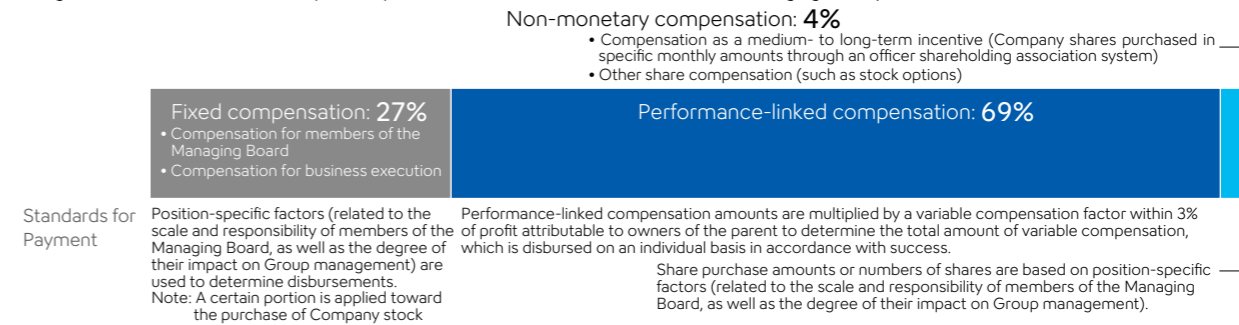 Non-monetary compensation: 4%
• Compensation as a medium- to long-term incentive (Company shares purchased in
specific monthly amounts through an officer shareholding association system)
• Other share compensation (such as stock options)
Fixed compensation: 27%
• Compensation for members of the
Managing Board
• Compensation for business execution
Performance-linked compensation: 69%
Standards for
Payment
Position-specific factors (related to the
scale and responsibility of members of the
Managing Board, as well as the degree of
their impact on Group management) are
used to determine disbursements.
Note: A certain portion is applied toward
the purchase of Company stock
Performance-linked compensation amounts are multiplied by a variable compensation factor within 3%
of profit attributable to owners of the parent to determine the total amount of variable compensation,
which is disbursed on an individual basis in accordance with success.
Share purchase amounts or numbers of shares are based on position-specific
factors (related to the scale and responsibility of members of the Managing
Board, as well as the degree of their impact on Group management).